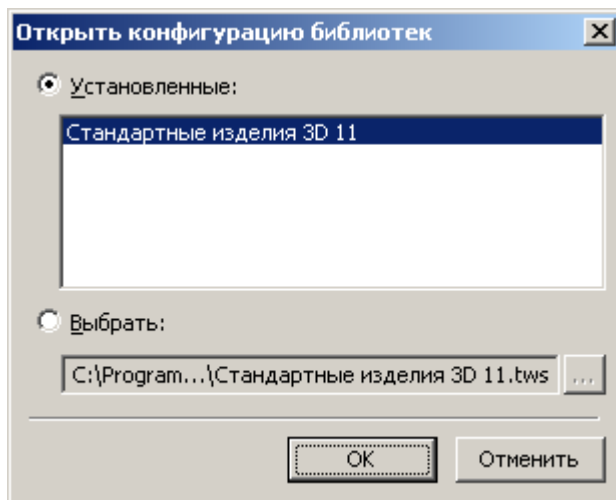 Открыть конфигурацию библиотек
Установленные:
Стандартные изделия 3D 11
Выбрать:
C:\Program...\Стандартные изделия 3D 11.tws
...
OK
Отменить